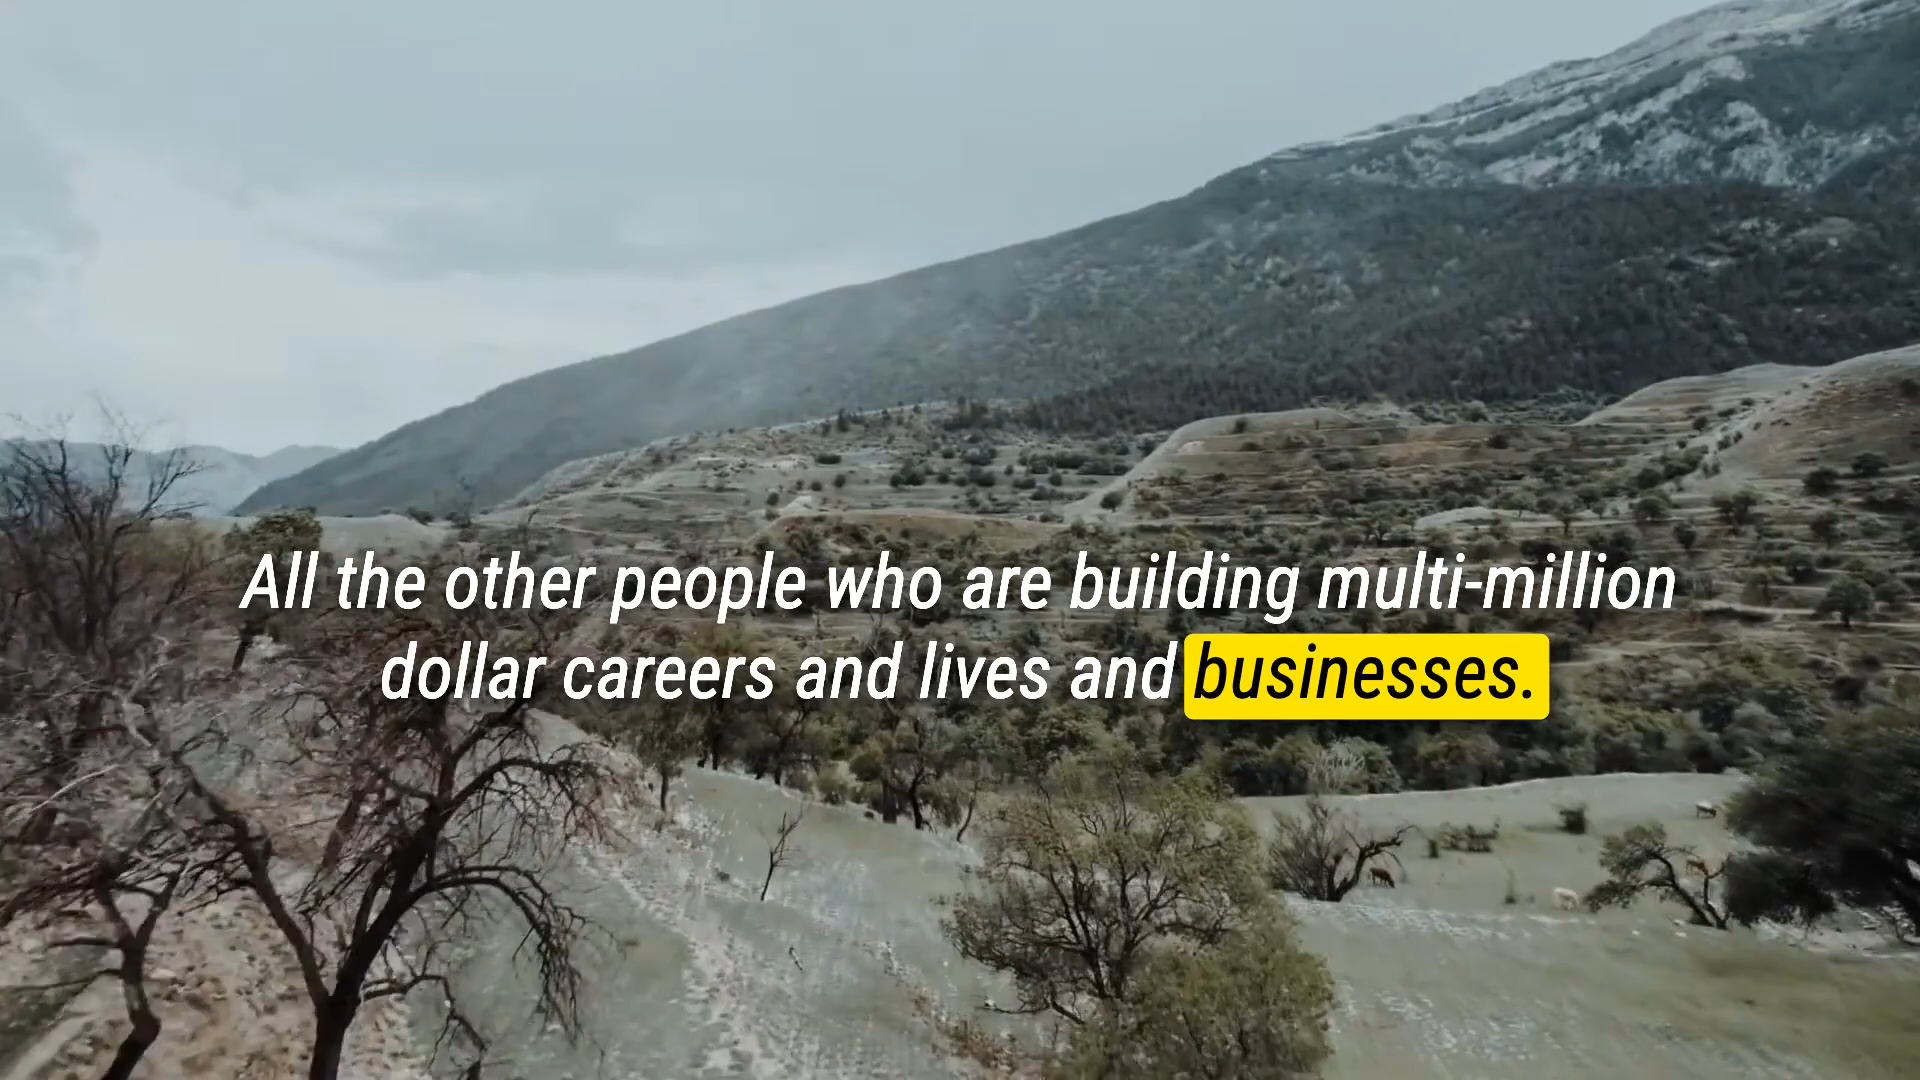 All the other people who are building multi-million
dollar careers and lives and businesses.